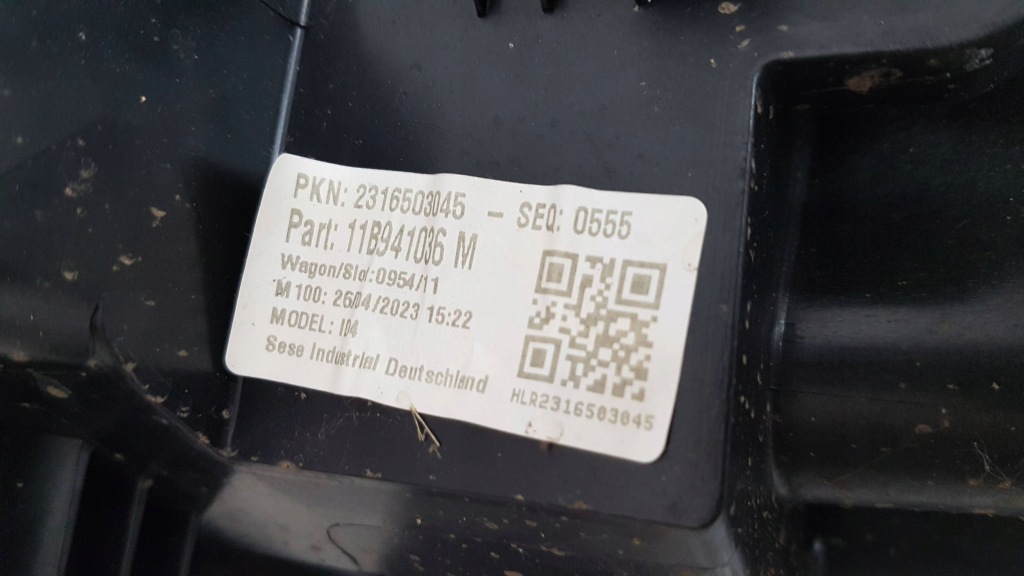 PKN: 2316503045 - SEQ: 0555
Part: 11B941036 M
Wagon/Sld:0954/11
M100: 26/04/2023 15:22
MODEL: I04
Sese Industrial Deutschland
HLR2316503045